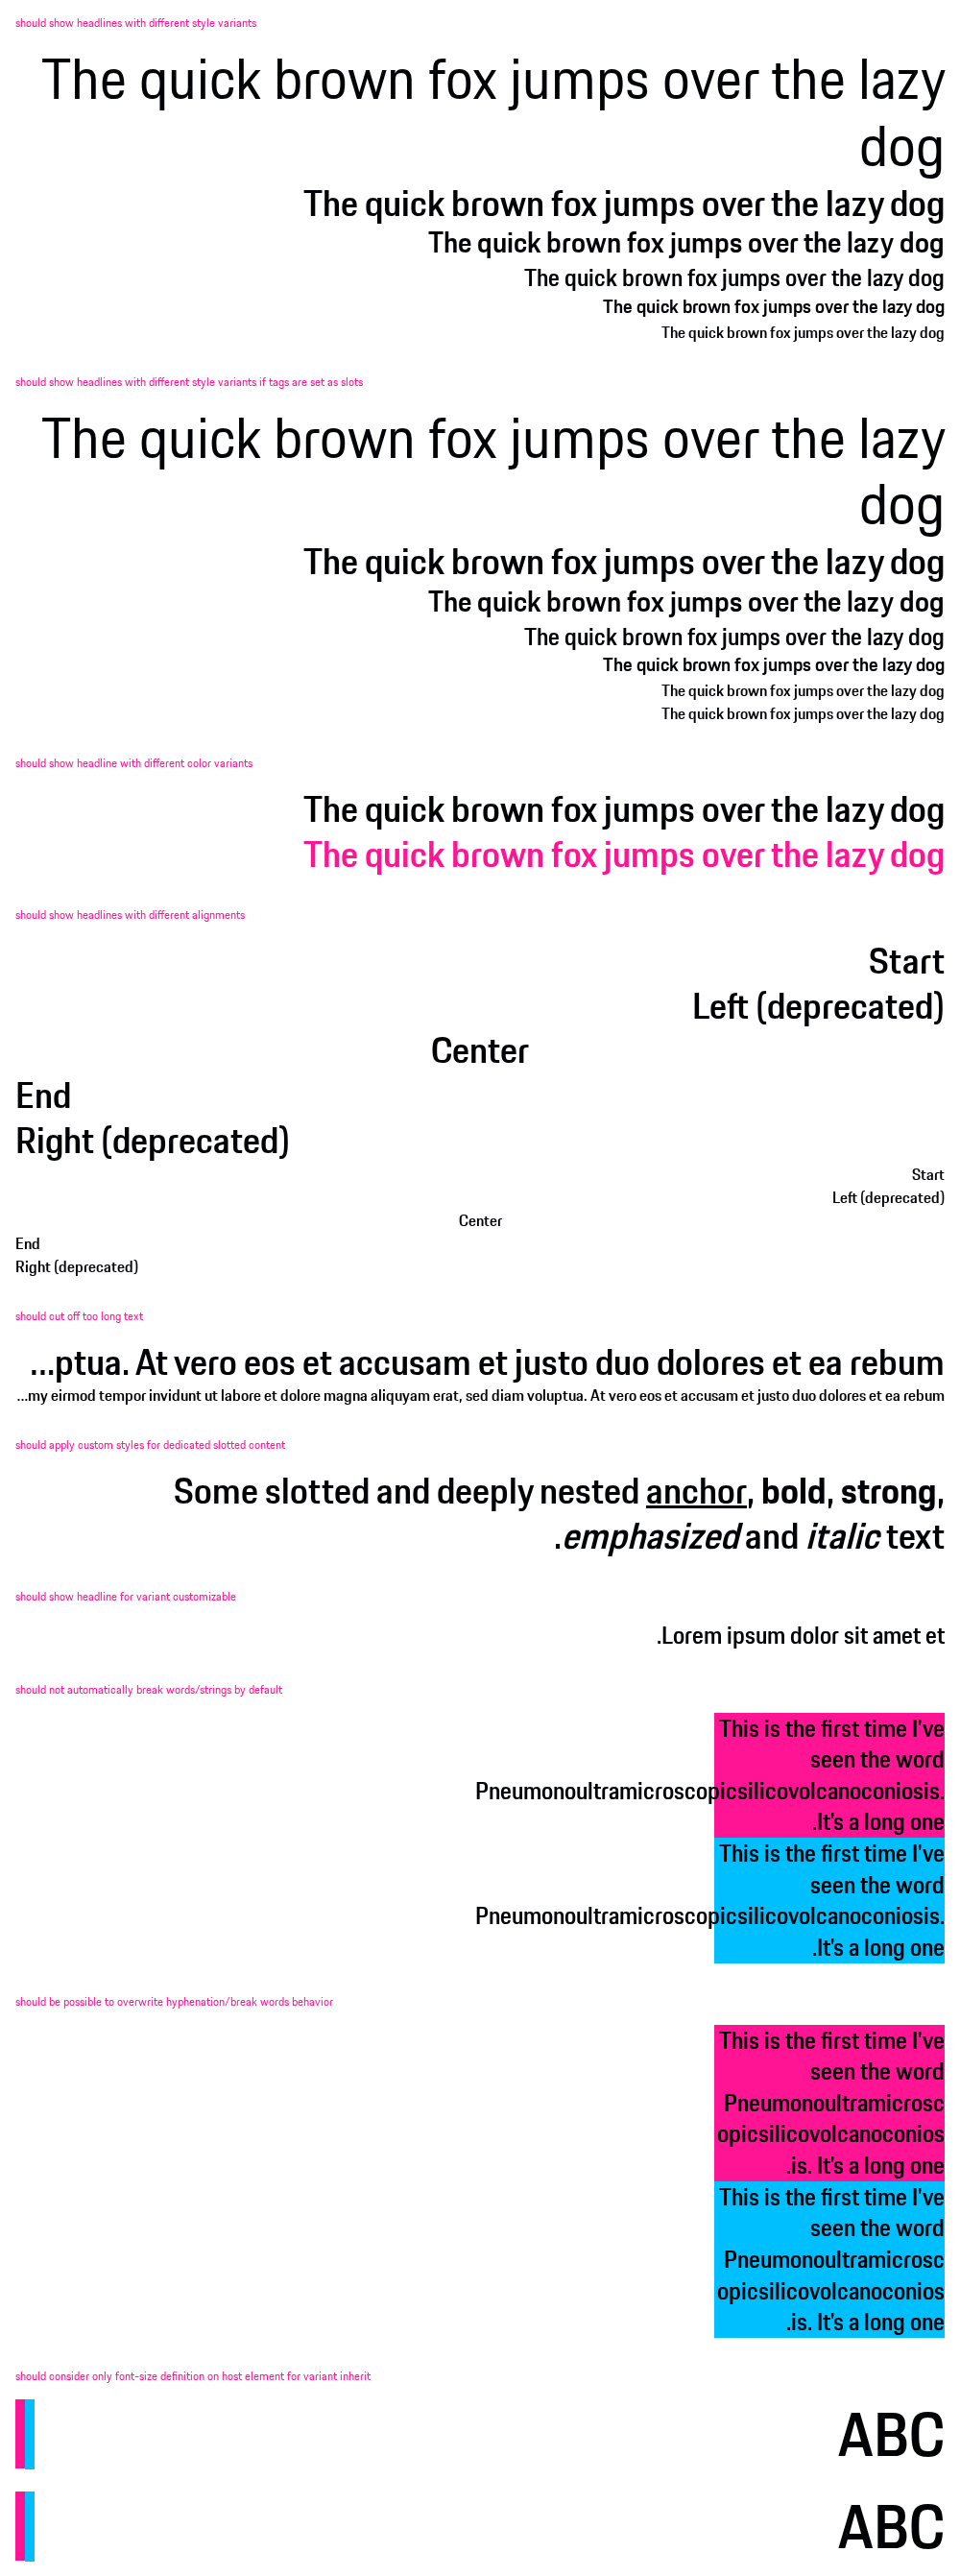 should show headlines with different style variants
The quick brown fox jumps over the lazy
dog
The quick brown fox jumps over the lazy dog
The quick brown fox jumps over the lazy dog
The quick brown fox jumps over the lazy dog
The quick brown fox jumps over the lazy dog
The quick brown fox jumps over the lazy dog
should show headlines with different style variants if tags are set as slots
The quick brown fox jumps over the lazy
dog
The quick brown fox jumps over the lazy dog
The quick brown fox jumps over the lazy dog
The quick brown fox jumps over the lazy dog
The quick brown fox jumps over the lazy dog
The quick brown fox jumps over the lazy dog
The quick brown fox jumps over the lazy dog
should show headline with different color variants
The quick brown fox jumps over the lazy dog
The quick brown fox jumps over the lazy dog
should show headlines with different alignments
Start
Left (deprecated)
Center
End
Right (deprecated)
Start
Left (deprecated)
Center
End
Right (deprecated)
should cut off too long text
...ptua. At vero eos et accusam et justo duo dolores et ea rebum
...my eirmod tempor invidunt ut labore et dolore magna aliquyam erat, sed diam voluptua. At vero eos et accusam et justo duo dolores et ea rebum
should apply custom styles for dedicated slotted content
Some slotted and deeply nested anchor, bold, strong,
.emphasized and italic text
should show headline for variant customizable
.Lorem ipsum dolor sit amet et
should not automatically break words/strings by default
This is the first time I've
seen the word
Pneumonoultramicroscopicsilicovolcanoconiosis.
.It's a long one
This is the first time I've
seen the word
Pneumonoultramicroscopicsilicovolcanoconiosis.
.It's a long one
should be possible to overwrite hyphenation/break words behavior
This is the first time I've
seen the word
Pneumonoultramicrosc
opicsilicovolcanoconios
.is. It's a long one
This is the first time I've
seen the word
Pneumonoultramicrosc
opicsilicovolcanoconios
.is. It's a long one
should consider only font-size definition on host element for variant inherit
ABC
ABC